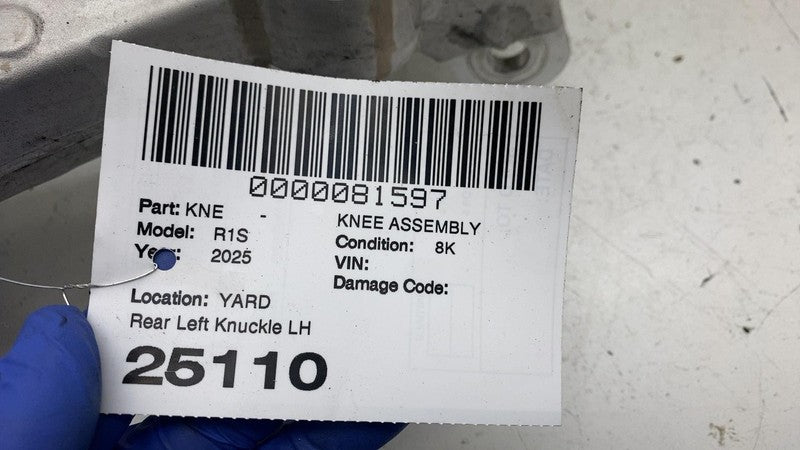 0000081597
Part: KNE -
KNEE ASSEMBLY
Model: R1S
Condition: 8K
Year: 2025
VIN:
Damage Code:
Location: YARD
Rear Left Knuckle LH
25110